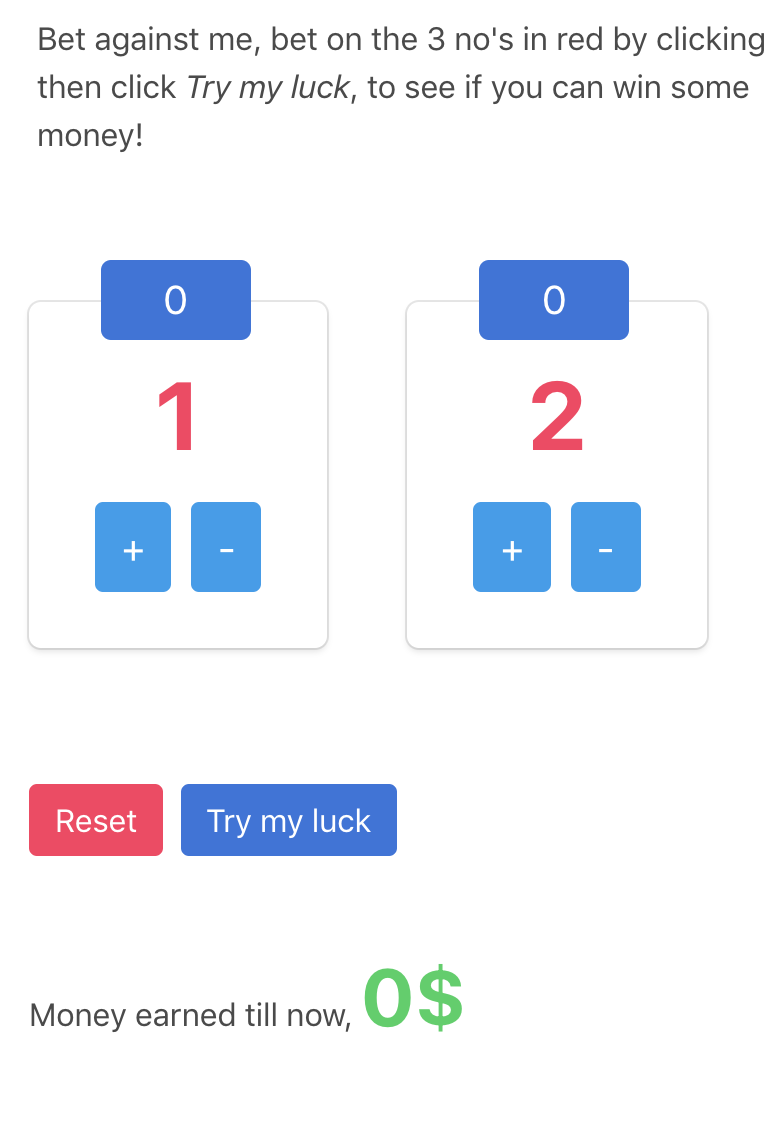 Bet against me, bet on the 3 no's in red by clicking
then click Try my luck, to see if you can win some
money!
0 0
1 2
+ - + -
Reset Try my luck
Money earned till now, 0$